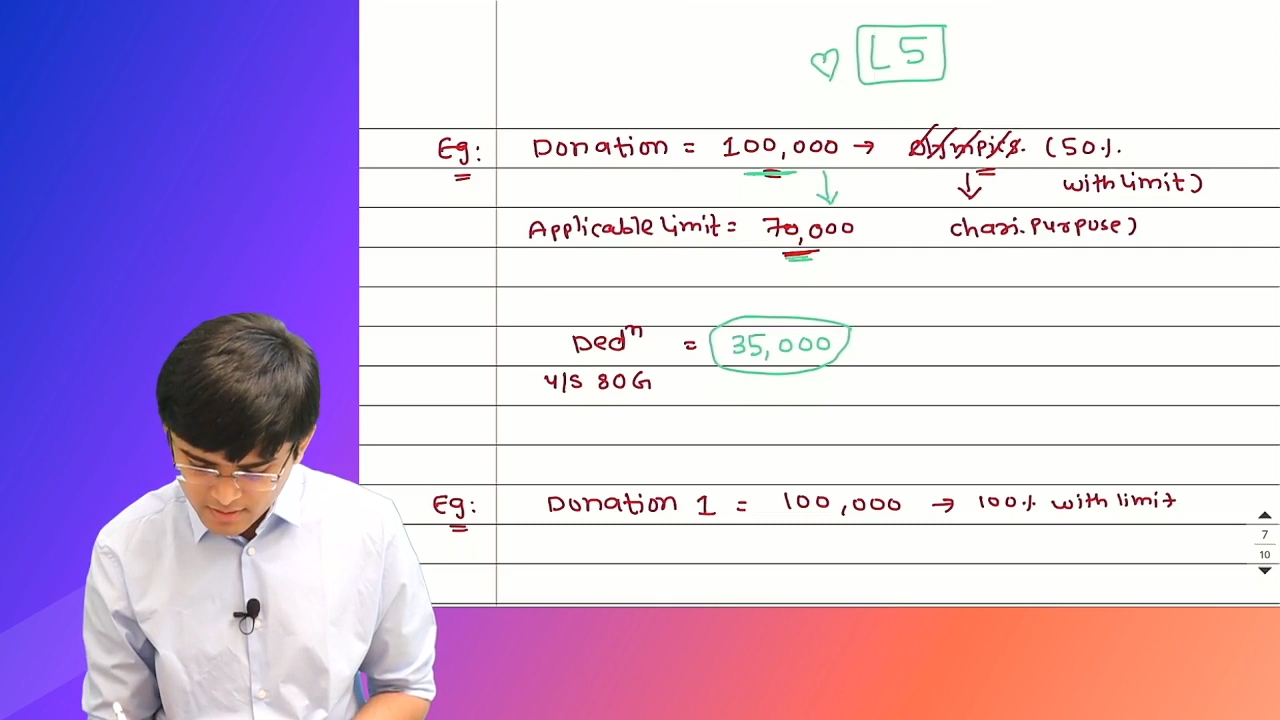 ♡ L5
Eg: Donation = 100,000 → Olympics. (50%
with limit)
Applicable limit = 70,000 chari. purpose)
Dedⁿ = 35,000
u/s 80G
Eg: Donation 1 = 100,000 → 100% with limit
7
10